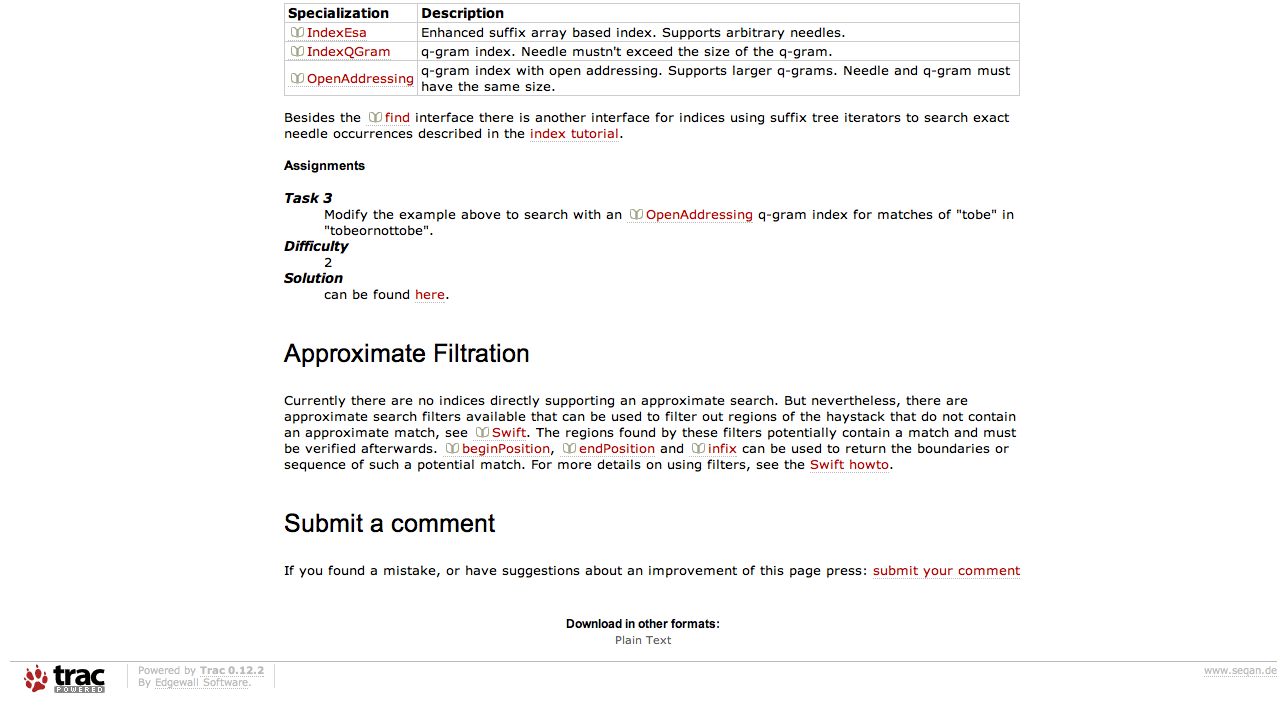 Specialization Description
IndexEsa Enhanced suffix array based index. Supports arbitrary needles.
IndexQGram q-gram index. Needle mustn't exceed the size of the q-gram.
OpenAddressing q-gram index with open addressing. Supports larger q-grams. Needle and q-gram must
have the same size.
Besides the find interface there is another interface for indices using suffix tree iterators to search exact
needle occurrences described in the index tutorial.
Assignments
Task 3
Modify the example above to search with an OpenAddressing q-gram index for matches of "tobe" in
"tobeornottobe".
Difficulty
2
Solution
can be found here.
Approximate Filtration
Currently there are no indices directly supporting an approximate search. But nevertheless, there are
approximate search filters available that can be used to filter out regions of the haystack that do not contain
an approximate match, see Swift. The regions found by these filters potentially contain a match and must
be verified afterwards. beginPosition, endPosition and infix can be used to return the boundaries or
sequence of such a potential match. For more details on using filters, see the Swift howto.
Submit a comment
If you found a mistake, or have suggestions about an improvement of this page press: submit your comment
Download in other formats:
Plain Text
trac
POWERED
Powered by Trac 0.12.2
By Edgewall Software.
www.seqan.de